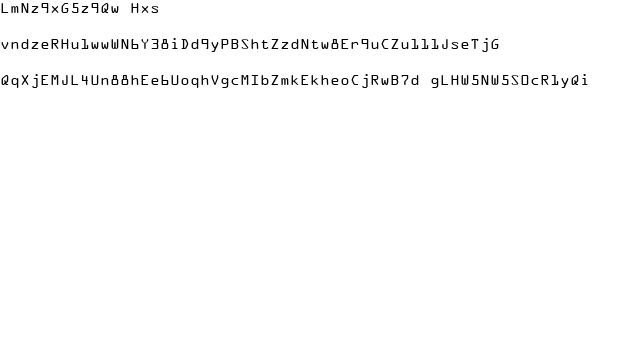 LmNz9xG5z9Qw Hxs
vndzeRHu1wwWN6Y38iDd9yPBShtZzdNtw8Er9uCZu111JseTjG
QqXjEMJL4Un88hEe6UoqhVgcMIbZmkEkheoCjRwB7d gLHW5NW5SOcR1yQi